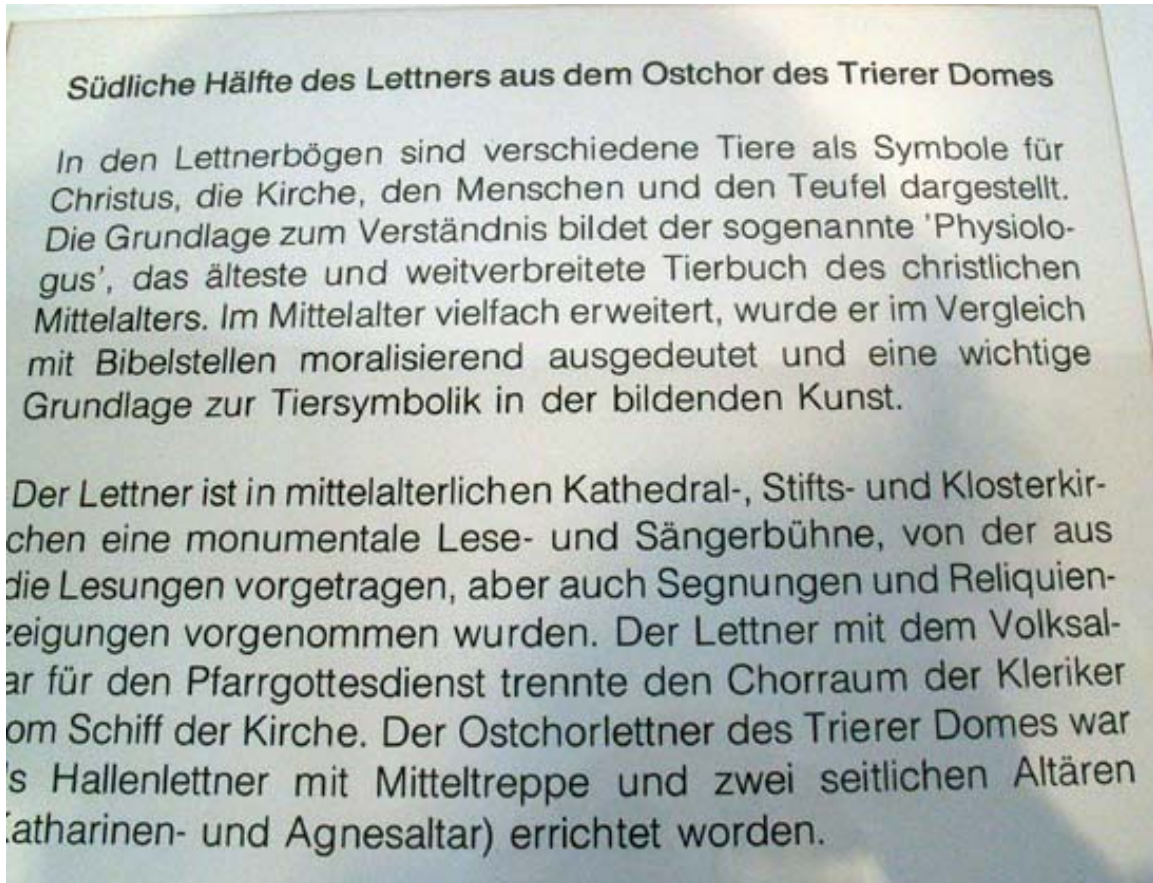 Südliche Hälfte des Lettners aus dem Ostchor des Trierer Domes
In den Lettnerbögen sind verschiedene Tiere als Symbole für
Christus, die Kirche, den Menschen und den Teufel dargestellt.
Die Grundlage zum Verständnis bildet der sogenannte 'Physiolo-
gus', das älteste und weitverbreitete Tierbuch des christlichen
Mittelalters. Im Mittelalter vielfach erweitert, wurde er im Vergleich
mit Bibelstellen moralisierend ausgedeutet und eine wichtige
Grundlage zur Tiersymbolik in der bildenden Kunst.
Der Lettner ist in mittelalterlichen Kathedral-, Stifts- und Klosterkir-
chen eine monumentale Lese- und Sängerbühne, von der aus
die Lesungen vorgetragen, aber auch Segnungen und Reliquien-
zeigungen vorgenommen wurden. Der Lettner mit dem Volksal-
ar für den Pfarrgottesdienst trennte den Chorraum der Kleriker
om Schiff der Kirche. Der Ostchorlettner des Trierer Domes war
s Hallenlettner mit Mitteltreppe und zwei seitlichen Altären
atharinen- und Agnesaltar) errichtet worden.